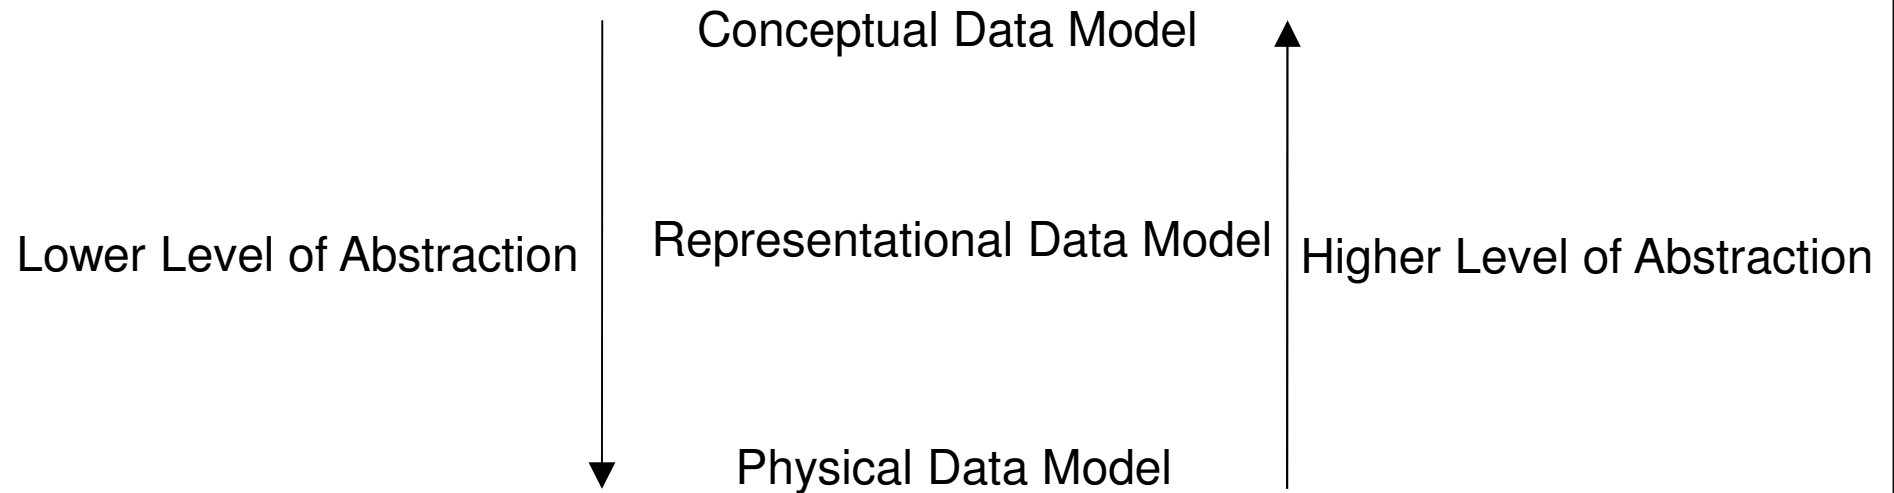 Conceptual Data Model
Lower Level of Abstraction
Representational Data Model
Higher Level of Abstraction
Physical Data Model